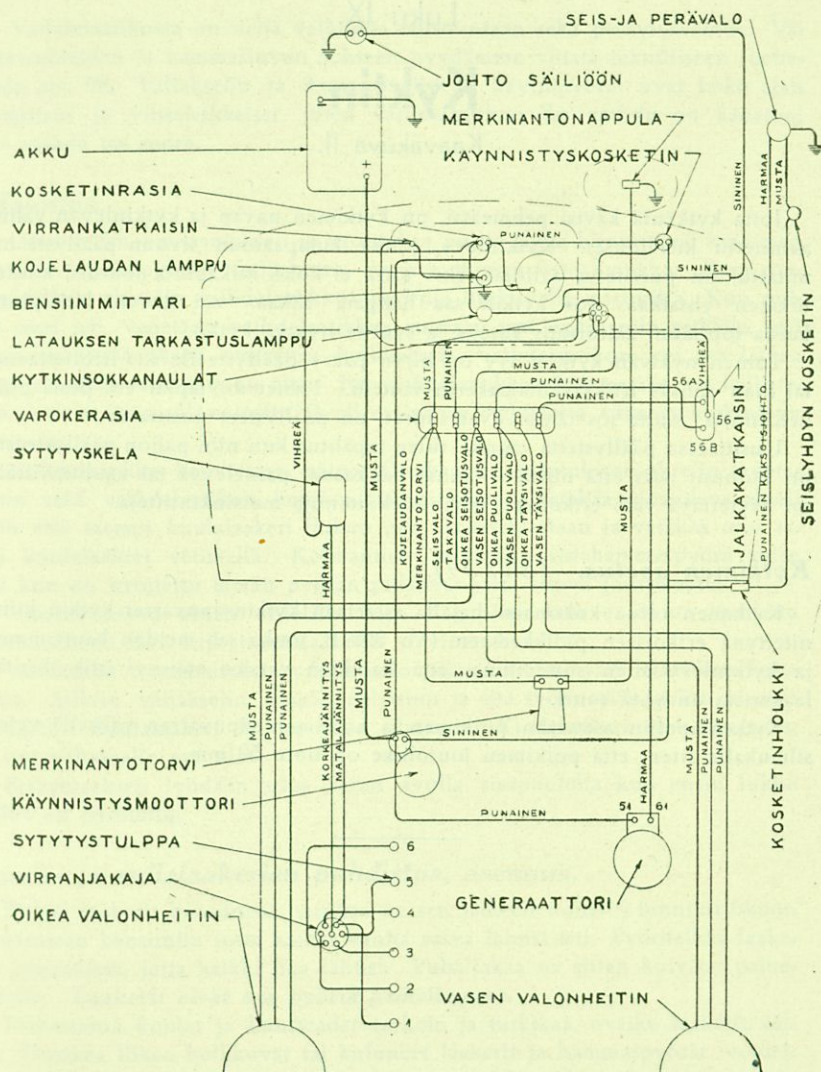 SEIS-JA PERÄVALO
JOHTO SÄILIÖÖN
MERKINANTONAPPULA
KÄYNNISTYSKOSKETIN
AKKU
KOSKETINRASIA
VIRRANKATKAISIN
KOJELAUDAN LAMPPU
BENSIINIMITTARI
LATAUKSEN TARKASTUSLAMPPU
KYTKINSOKKANAULAT
VAROKERASIA
SYTYTYSKELA
+
PUNAINEN
SININEN
HARMAA
MUSTA
SININEN
SEISLYHDYN KOSKETIN
MUSTA
PUNAINEN
MUSTA
PUNAINEN
PUNAINEN
56A
VIHREÄ
56
56B
JALKAKATKAISIN
PUNAINEN KAKSOISJOHTO
VIHREÄ
MUSTA
KOJELAUDANVALO
MERKINANTOTORVI
SEISVALO
TAKAVALO
OIKEA SEISOTUSVALO
VASEN SEISOTUSVALO
OIKEA PUOLIVALO
VASEN PUOLIVALO
OIKEA TÄYSIVALO
VASEN TÄYSIVALO
MUSTA
HARMAA
MUSTA
PUNAINEN
PUNAINEN
KORKEAJÄNNITYS
MATALAJÄNNITYS
MUSTA
PUNAINEN
MUSTA
SININEN
HARMAA
MUSTA
PUNAINEN
PUNAINEN
KOSKETINHOLKKI
MERKINANTOTORVI
KÄYNNISTYSMOOTTORI
SYTYTYSTULPPA
VIRRANJAKAJA
OIKEA VALONHEITIN
PUNAINEN
51
61
6
5
4
3
2
1
GENERAATTORI
VASEN VALONHEITIN